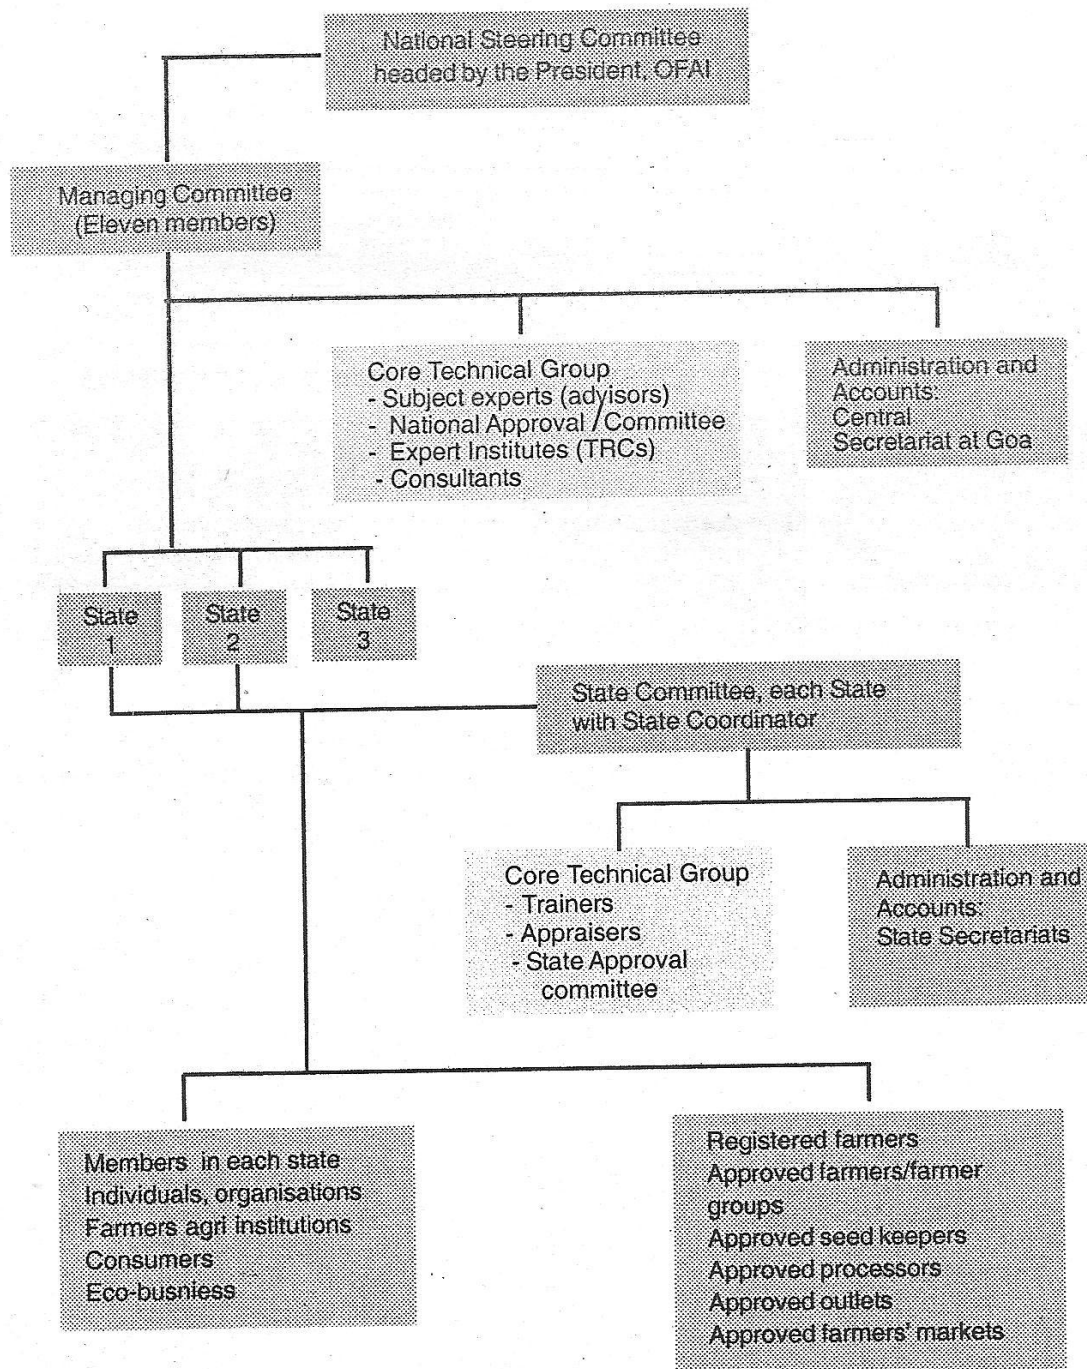 National Steering Committee
headed by the President, OFAI
Managing Committee
(Eleven members)
Core Technical Group
- Subject experts (advisors)
- National Approval /Committee
- Expert Institutes (TRCs)
- Consultants
Administration and
Accounts:
Central
Secretariat at Goa
State
1
State
2
State
3
State Committee, each State
with State Coordinator
Core Technical Group
- Trainers
- Appraisers
- State Approval
committee
Administration and
Accounts:
State Secretariats
Members in each state
Individuals, organisations
Farmers agri institutions
Consumers
Eco-busniess
Registered farmers
Approved farmers/farmer
groups
Approved seed keepers
Approved processors
Approved outlets
Approved farmers' markets